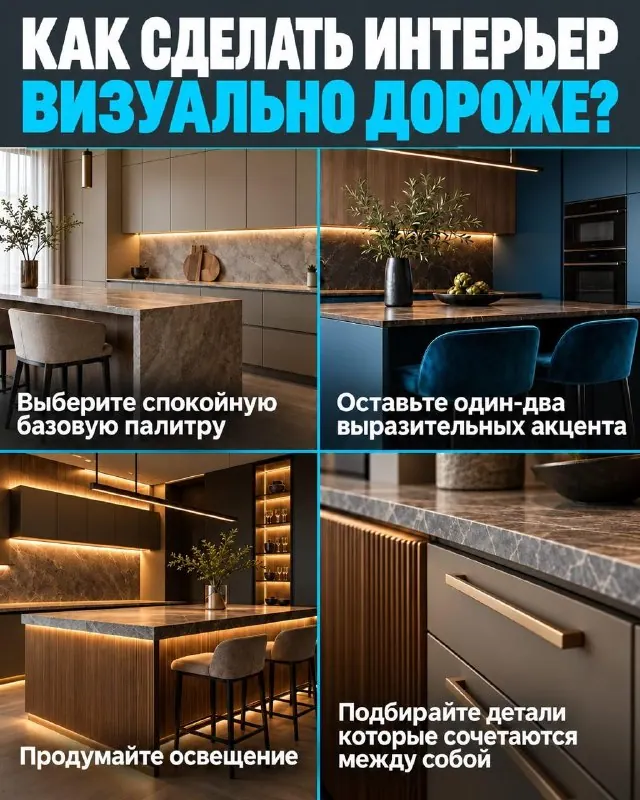 КАК СДЕЛАТЬ ИНТЕРЬЕР
ВИЗУАЛЬНО ДОРОЖЕ?
Выберите спокойную
базовую палитру
Оставьте один-два
выразительных акцента
Продумайте освещение
Подбирайте детали
которые сочетаются
между собой